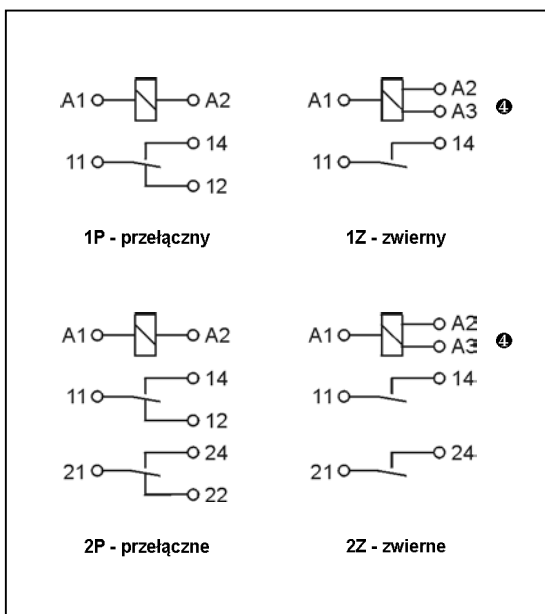 A1 A2 A1 A2
A3 ❹
14 14
11 11
12
1P - przełączny 1Z - zwierny
A1 A2 A1 A2
A3 ❹
14 14
11 11
12
24 24
21 21
22
2P - przełączne 2Z - zwierne